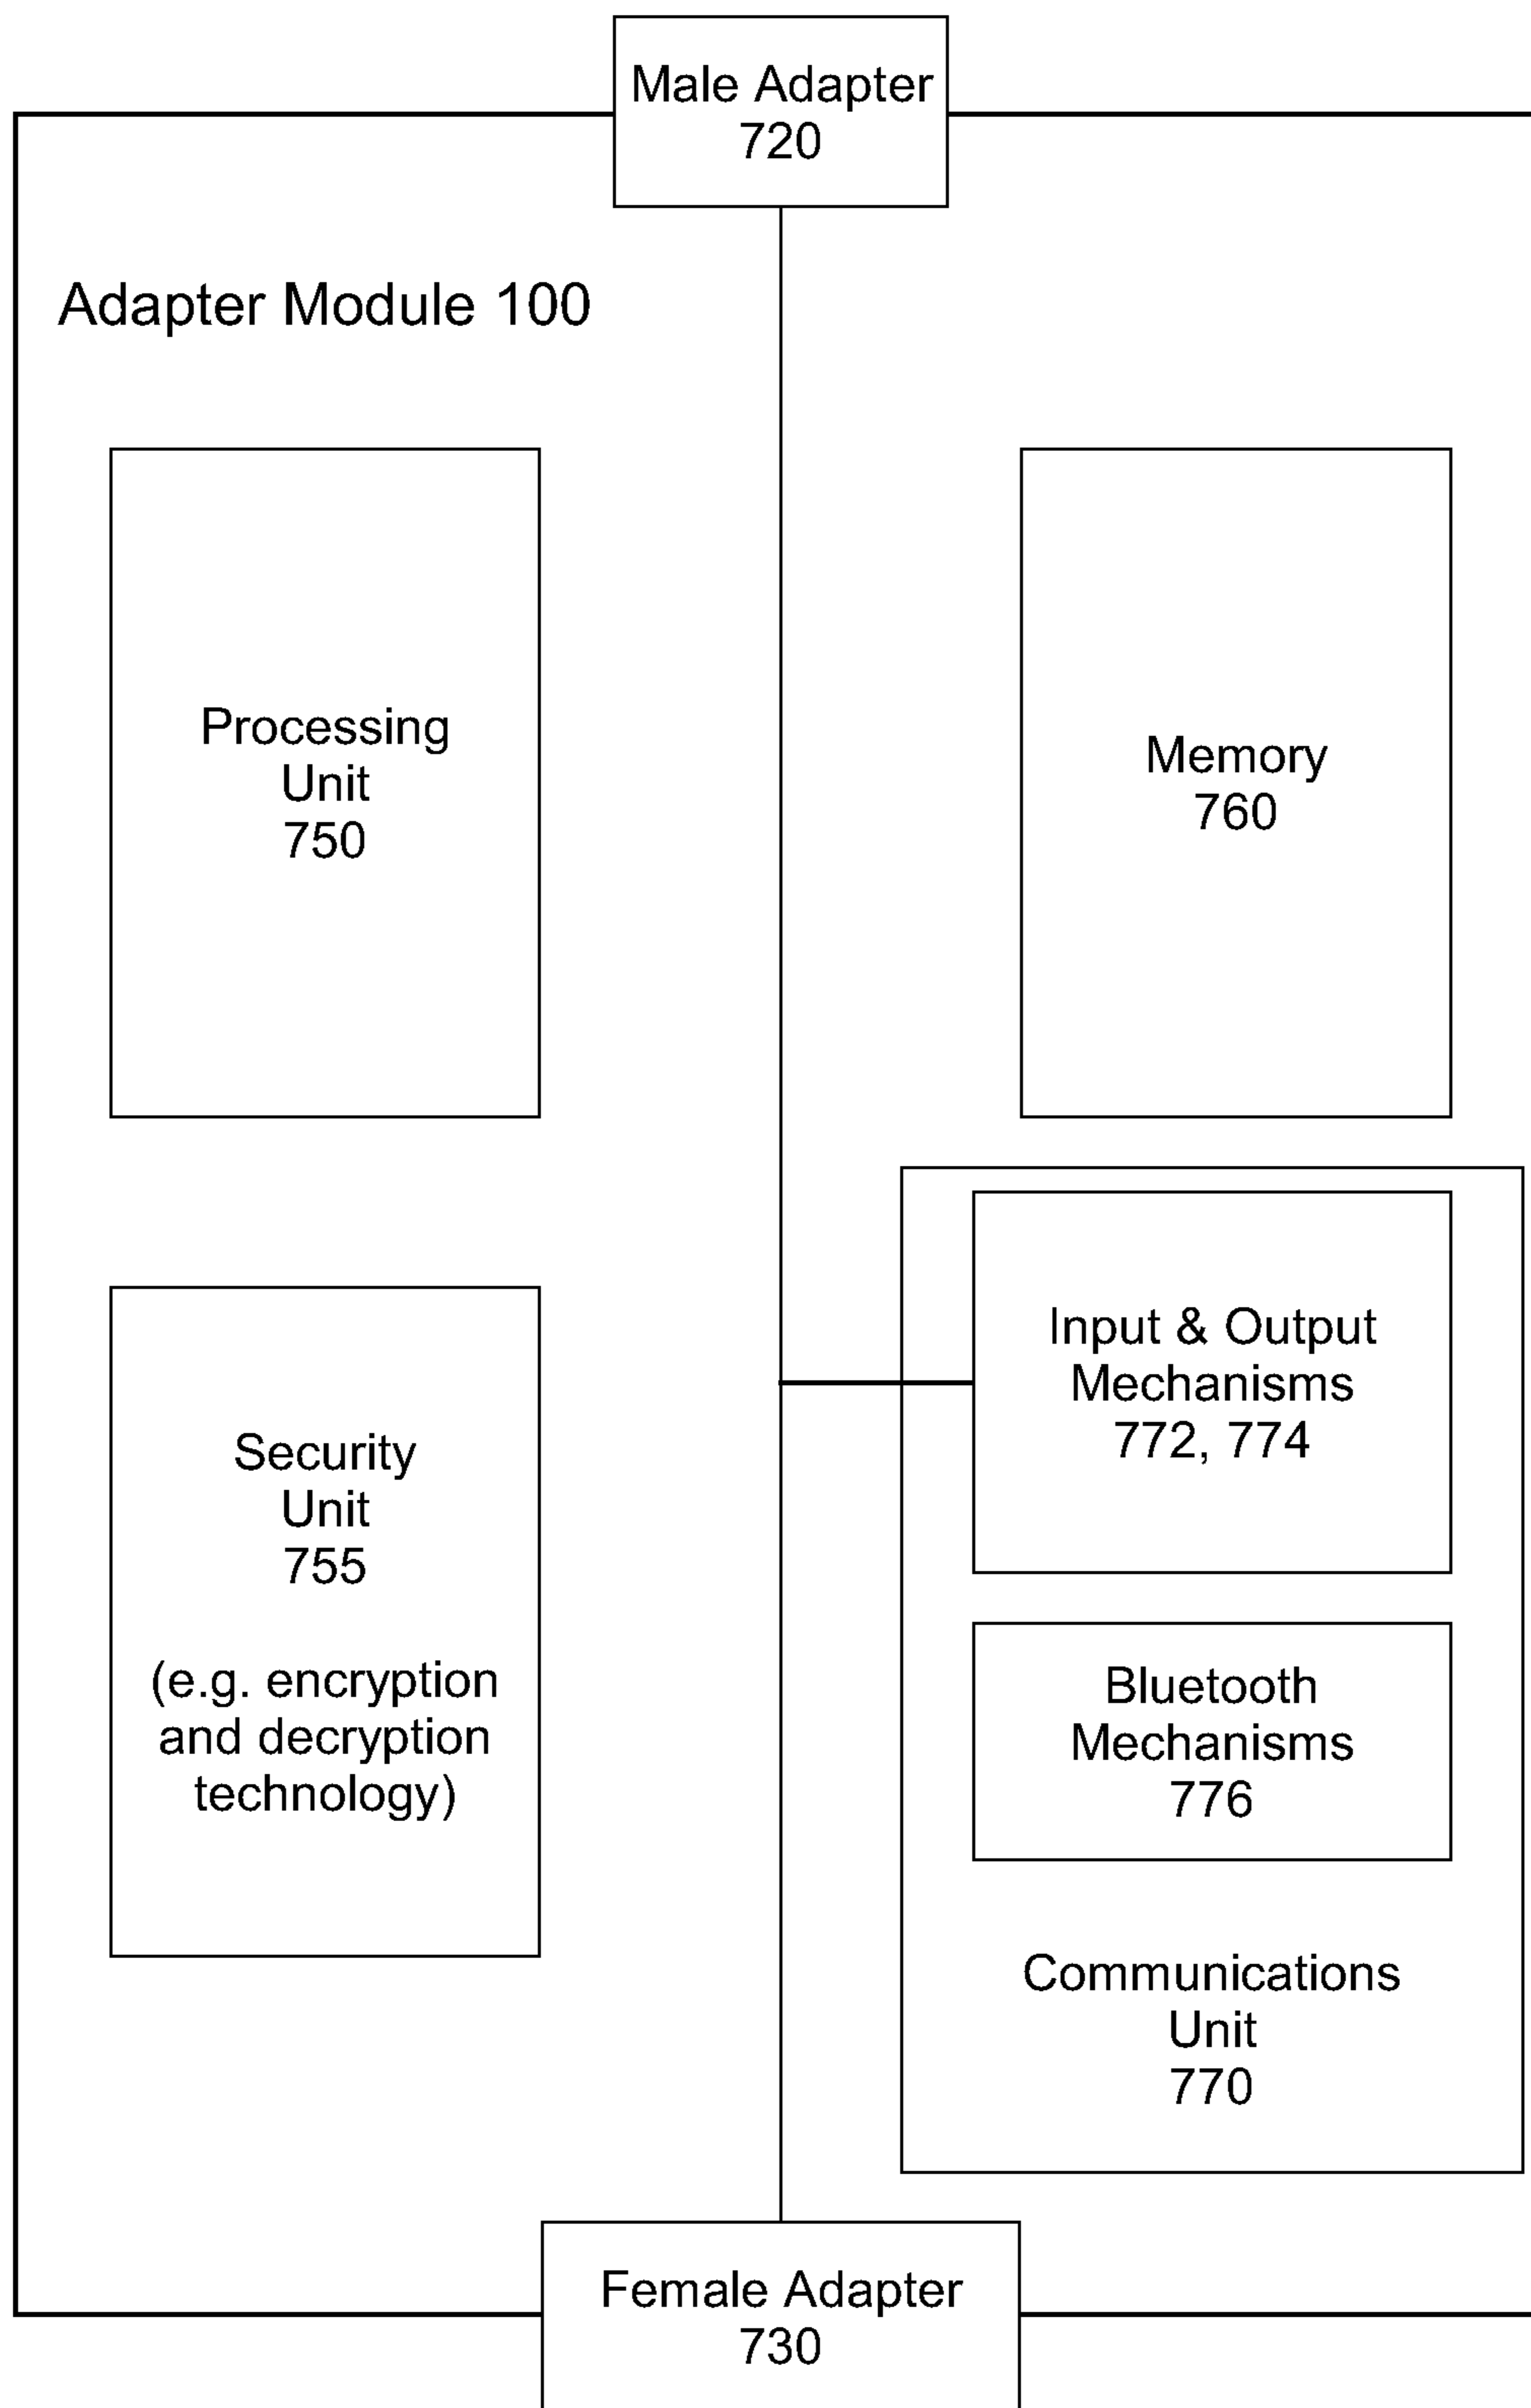 Male Adapter
720
Adapter Module 100
Processing
Unit
750
Memory
760
Security
Unit
755
(e.g. encryption
and decryption
technology)
Input & Output
Mechanisms
772, 774
Bluetooth
Mechanisms
776
Communications
Unit
770
Female Adapter
730